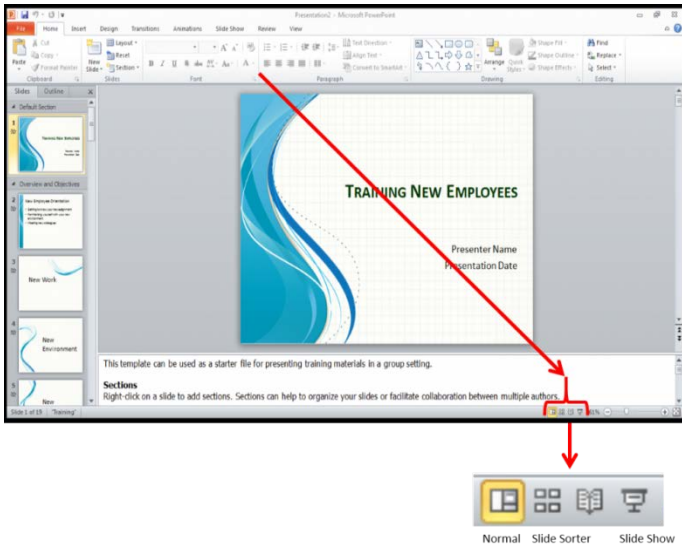 Presentation2 - Microsoft PowerPoint
File Home Insert Design Transitions Animations Slide Show Review View
Cut
Copy
Format Painter
Paste
Clipboard
New
Slide
Layout
Reset
Section
Slides
Font
Text Direction
Align Text
Convert to SmartArt
Paragraph
Arrange Quick
Styles
Shape Fill
Shape Outline
Shape Effects
Drawing
Find
Replace
Select
Editing
Slides Outline
Default Section
1
Training New Employees
Overview and Objectives
2
New Employee Orientation
3
New Work
4
New
Environment
5
New
TRAINING NEW EMPLOYEES
Presenter Name
Presentation Date
This template can be used as a starter file for presenting training materials in a group setting.
Sections
Right-click on a slide to add sections. Sections can help to organize your slides or facilitate collaboration between multiple authors.
Slide 1 of 19 "Training"
Normal Slide Sorter Slide Show